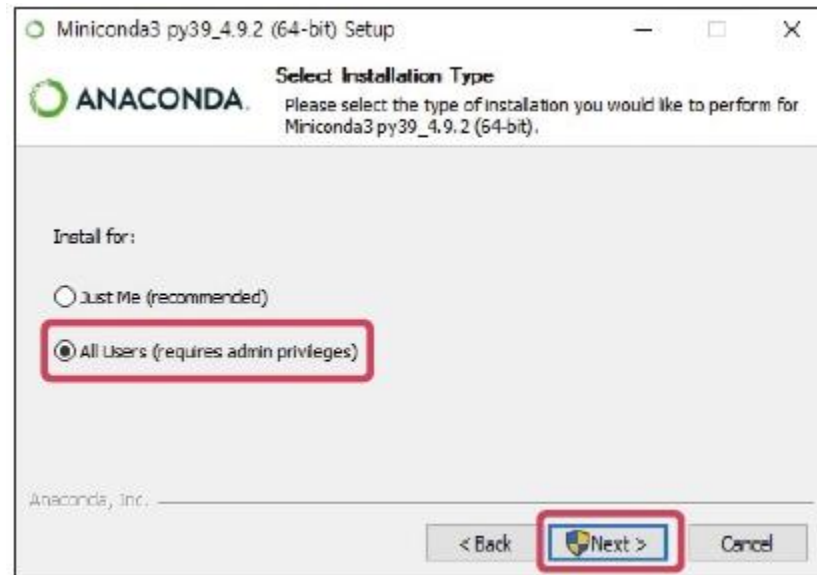 Miniconda3 py39_4.9.2 (64-bit) Setup
ANACONDA.
Select Installation Type
Please select the type of installation you would like to perform for
Miniconda3 py39_4.9.2 (64-bit).
Install for:
Just Me (recommended)
All Users (requires admin privileges)
Anaconda, Inc.
< Back
Next >
Cancel